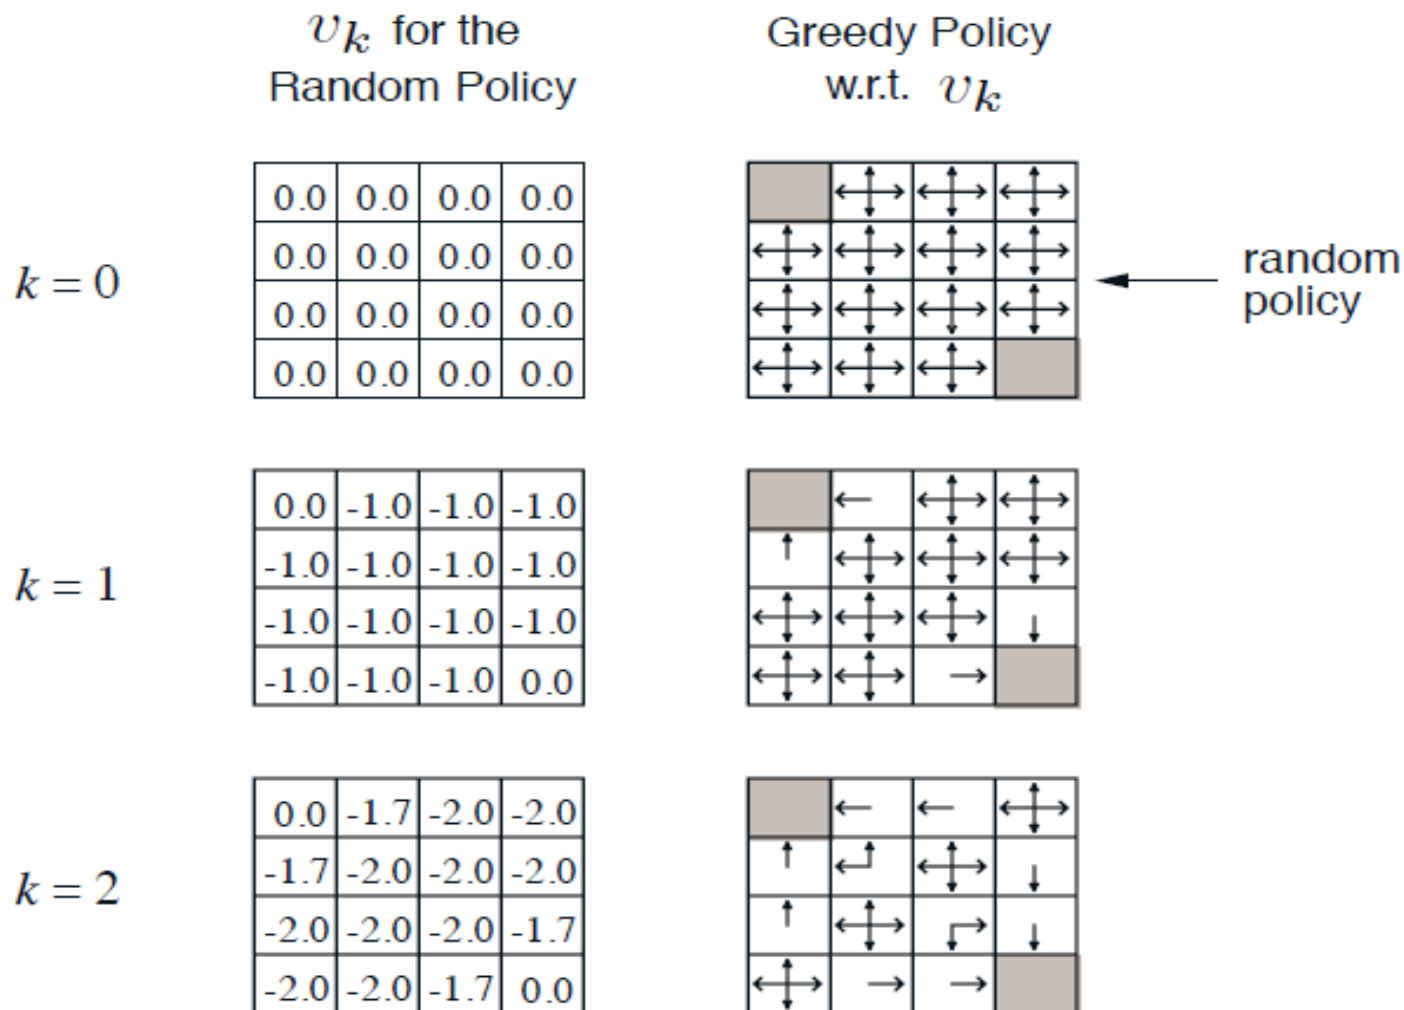 v_k for the
Random Policy
Greedy Policy
w.r.t. v_k
k = 0
0.0 0.0 0.0 0.0
0.0 0.0 0.0 0.0
0.0 0.0 0.0 0.0
0.0 0.0 0.0 0.0
random
policy
k = 1
0.0 -1.0 -1.0 -1.0
-1.0 -1.0 -1.0 -1.0
-1.0 -1.0 -1.0 -1.0
-1.0 -1.0 -1.0 0.0
k = 2
0.0 -1.7 -2.0 -2.0
-1.7 -2.0 -2.0 -2.0
-2.0 -2.0 -2.0 -1.7
-2.0 -2.0 -1.7 0.0